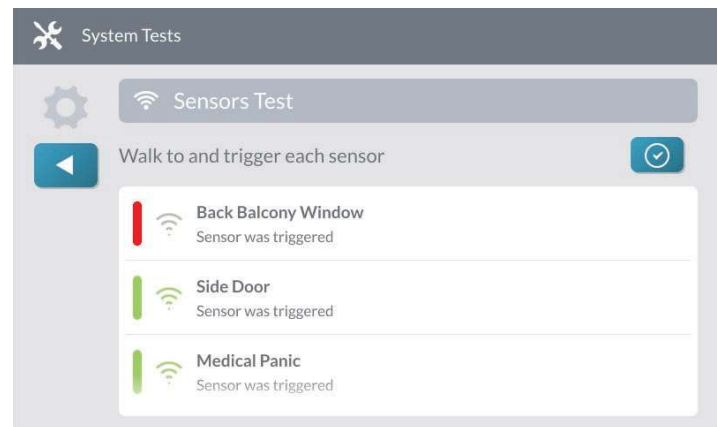 System Tests
Sensors Test
Walk to and trigger each sensor
Back Balcony Window
Sensor was triggered
Side Door
Sensor was triggered
Medical Panic
Sensor was triggered